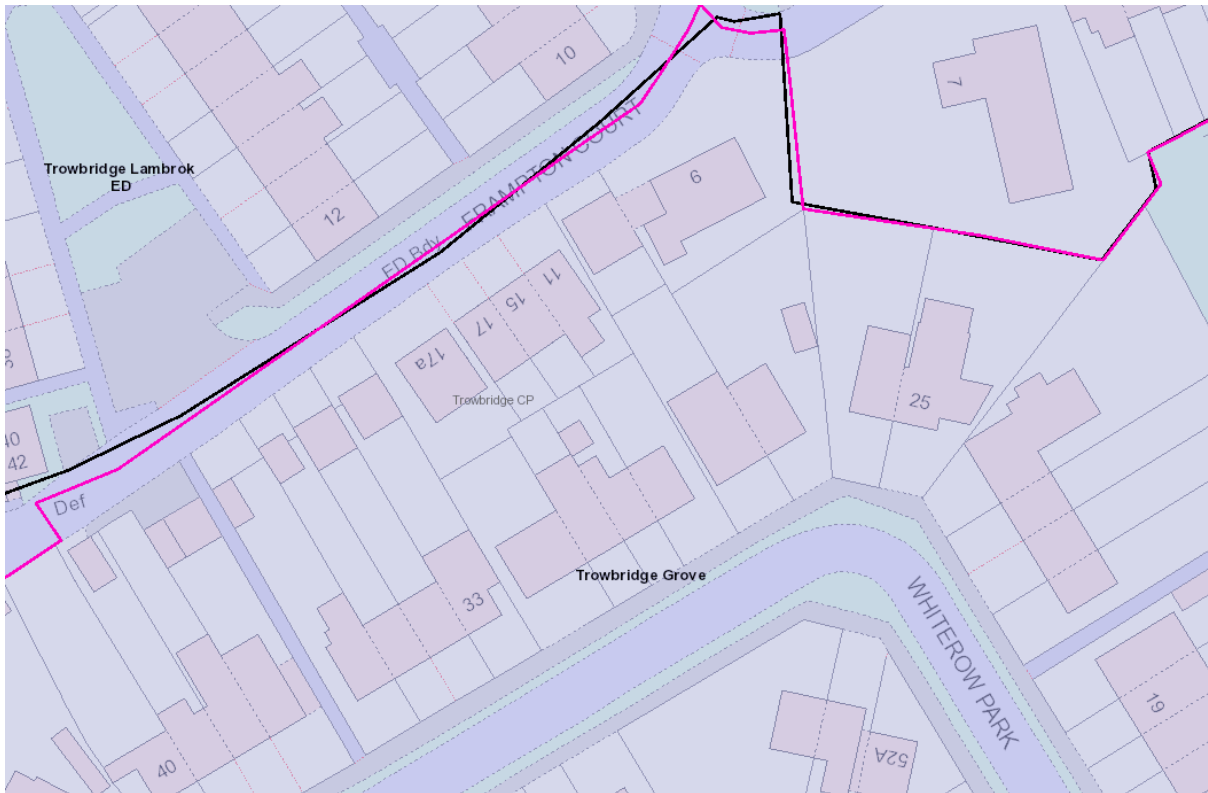 10
7
Trowbridge Lambrok
ED
6
12
FRAMPTON COURT
ED Bdy
11
15
17
17a
Trowbridge CP
25
40
42
Def
Trowbridge Grove
33
WHITEROW PARK
19
52A
40